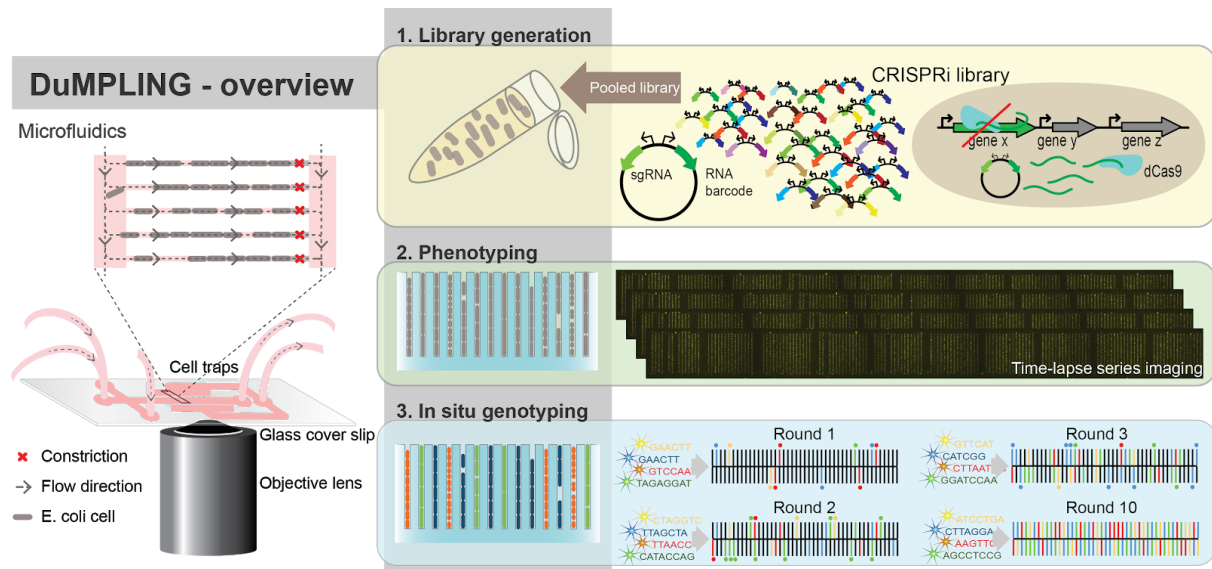 DuMPLING - overview
Microfluidics
Cell traps
Glass cover slip
Objective lens
Constriction
Flow direction
E. coli cell
1. Library generation
Pooled library
CRISPRi library
sgRNA
RNA
barcode
gene x
gene y
gene z
dCas9
2. Phenotyping
Time-lapse series imaging
3. In situ genotyping
Round 1
GAACTT
GAACTT
GTCCAA
TAGAGGAT
Round 2
CTAGGTC
TTAGCTA
TTAACC
CATACCAG
Round 3
GTTCAT
CATCGG
CTTAAT
GGATCCAA
Round 10
ATCCTGA
CTTAGGA
AAGTTC
AGCCTCCG